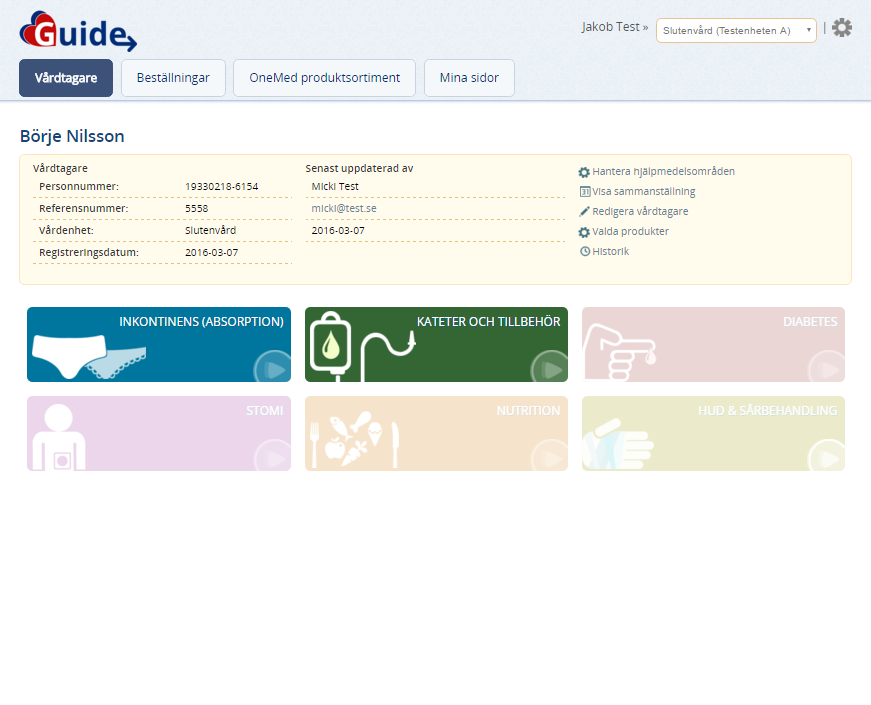 Guide
Jakob Test »
Slutenvård (Testenheten A)
|
Vårdtagare
Beställningar
OneMed produktsortiment
Mina sidor
Börje Nilsson
Vårdtagare
Personnummer: 19330218-6154
Referensnummer: 5558
Vårdenhet: Slutenvård
Registreringsdatum: 2016-03-07
Senast uppdaterad av
Micki Test
micki@test.se
2016-03-07
Hantera hjälpmedelsområden
31 Visa sammanställning
Redigera vårdtagare
Valda produkter
Historik
INKONTINENS (ABSORPTION)
KATETER OCH TILLBEHÖR
DIABETES
STOMI
NUTRITION
HUD & SÅRBEHANDLING